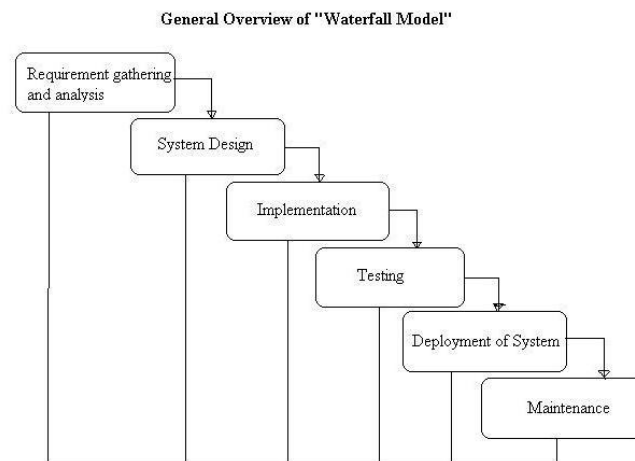 General Overview of "Waterfall Model"
Requirement gathering
and analysis
System Design
Implementation
Testing
Deployment of System
Maintenance